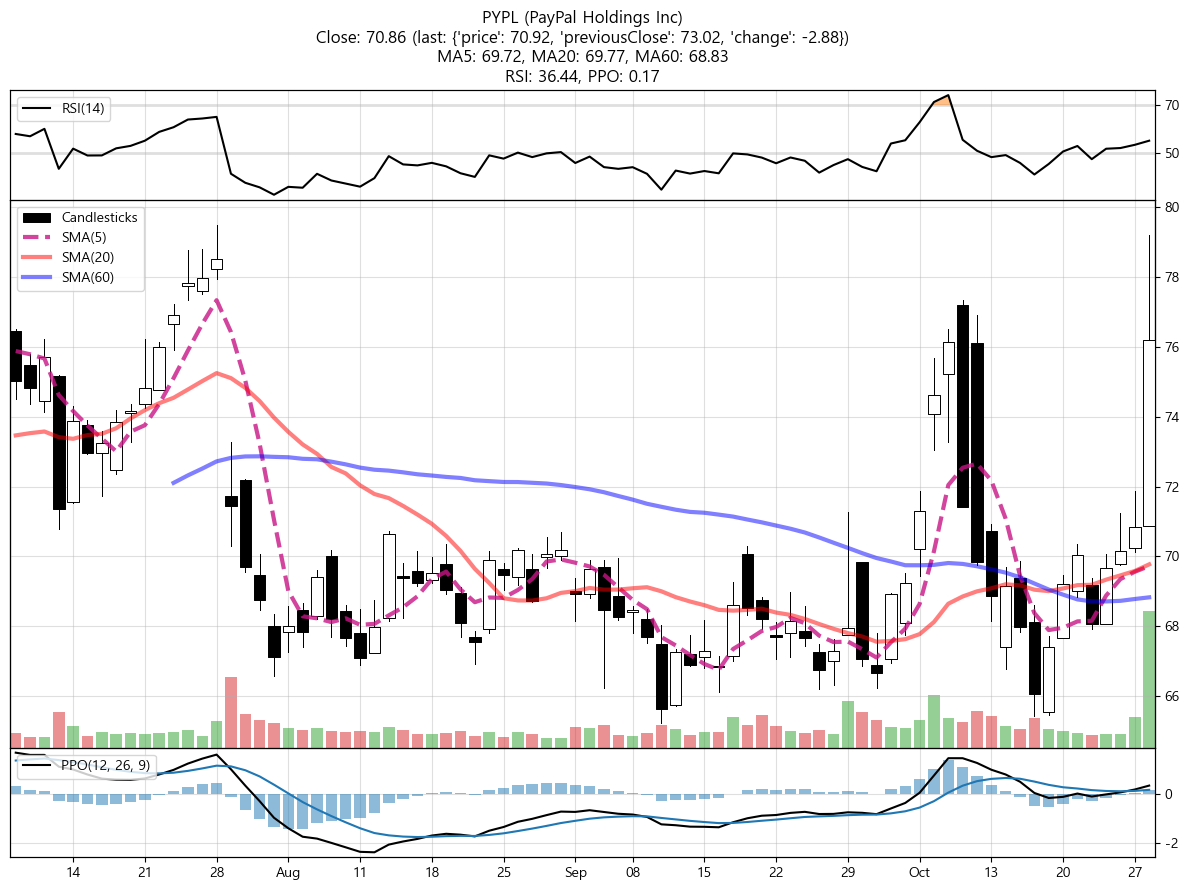 PYPL (PayPal Holdings Inc)
Close: 70.86 (last: {'price': 70.92, 'previousClose': 73.02, 'change': -2.88})
MA5: 69.72, MA20: 69.77, MA60: 68.83
RSI: 36.44, PPO: 0.17
RSI(14)
70
50
Candlesticks
SMA(5)
SMA(20)
SMA(60)
80
78
76
74
72
70
68
66
PPO(12, 26, 9)
0
-2
14 21 28 Aug 11 18 25 Sep 08 15 22 29 Oct 13 20 27